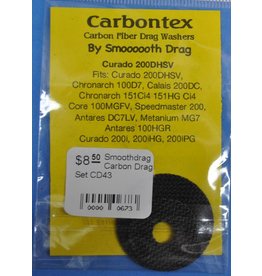 Carbontex
Carbon Fiber Drag Washers
By Smoooooth Drag
Curado 200DHSV
Fits: Curado 200DHSV,
Chronarch 100D7, Calais 200DC,
Chronarch 151Ci4 151HG Ci4
Core 100MGFV, Speedmaster 200,
Antares DC7LV, Metanium MG7
Antares 100HGR
Curado 200i, 200iHG, 200iPG
$8.50 Smoothdrag
Carbon Drag
Set CD43
0000 0673